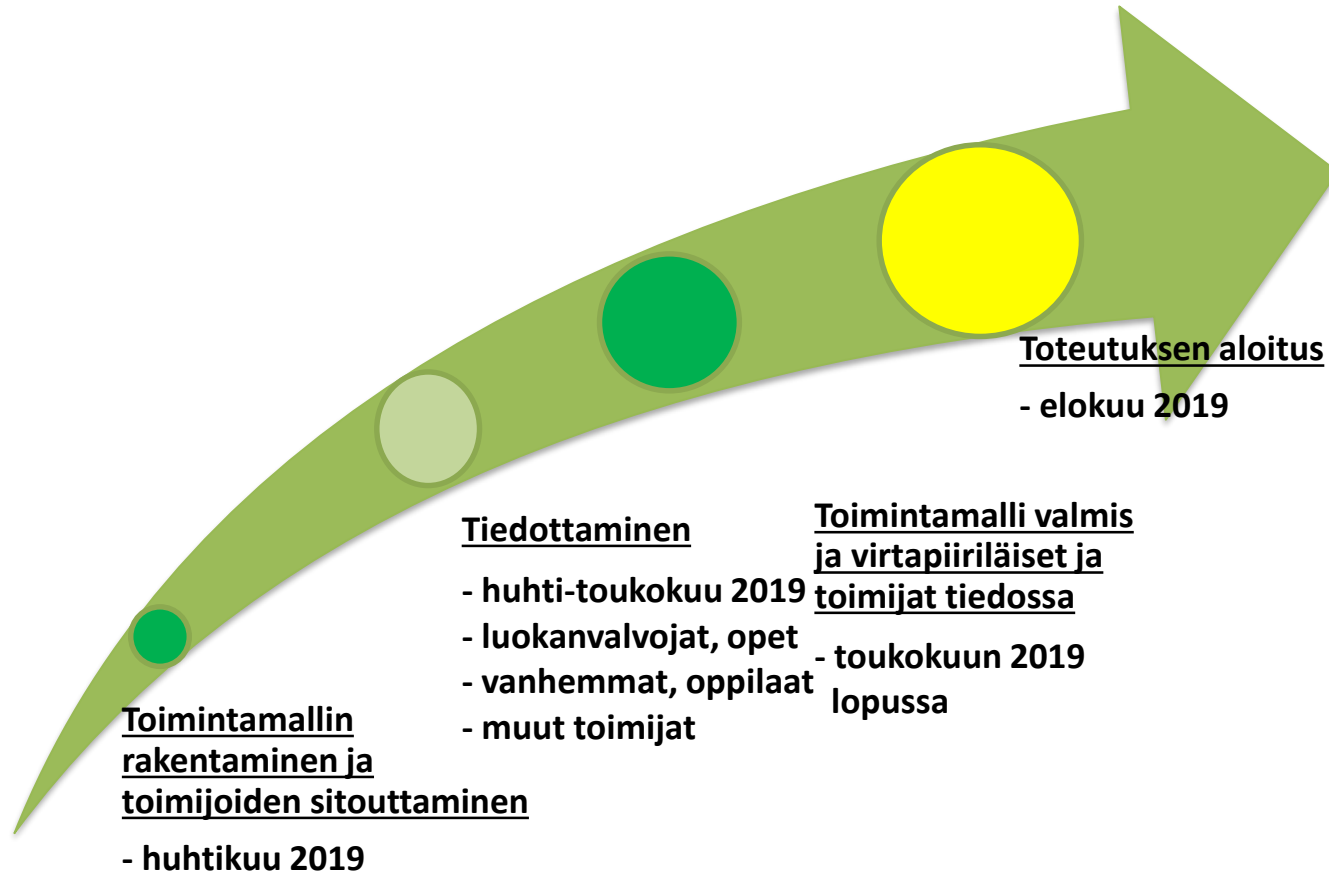 Toimintamallin
rakentaminen ja
toimijoiden sitouttaminen
- huhtikuu 2019
Tiedottaminen
- huhti-toukokuu 2019
- luokanvalvojat, opet
- vanhemmat, oppilaat
- muut toimijat
Toimintamalli valmis
ja virtapiiriläiset ja
toimijat tiedossa
- toukokuun 2019
lopussa
Toteutuksen aloitus
- elokuu 2019